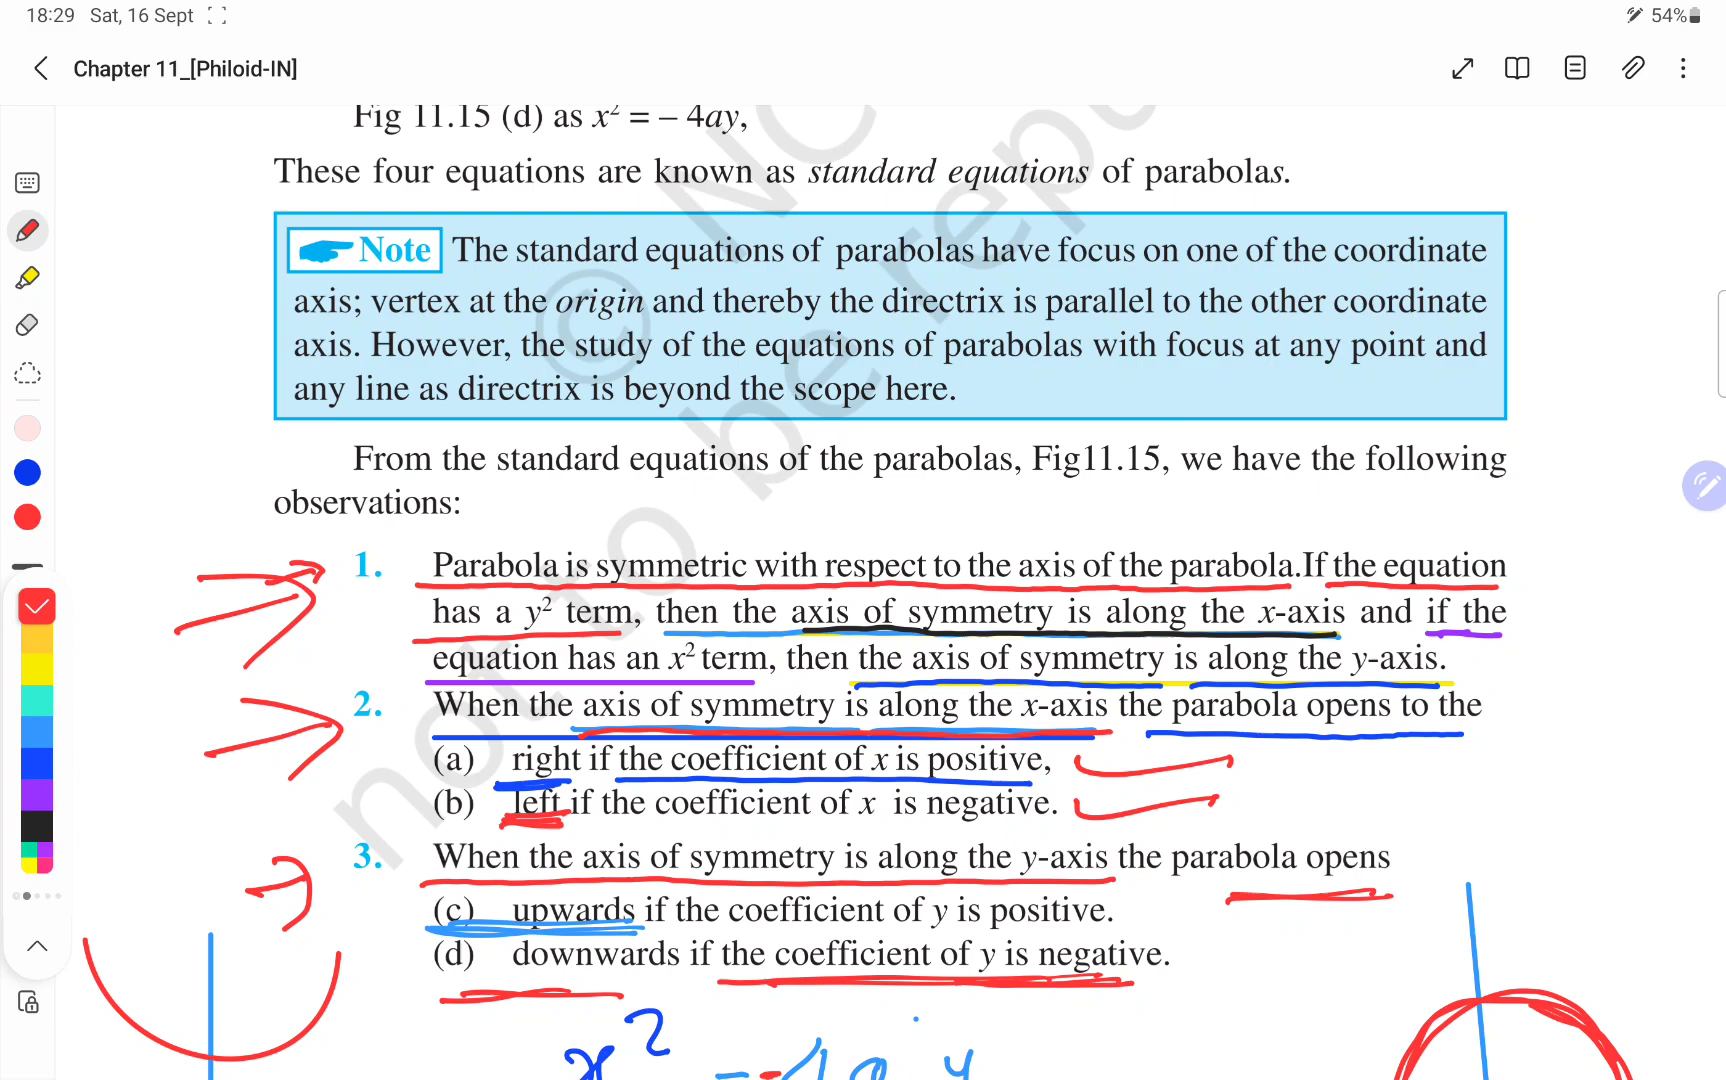 18:29 Sat, 16 Sept
54%
Chapter 11_[Philoid-IN]
Fig 11.15 (d) as x² = – 4ay,
These four equations are known as standard equations of parabolas.
Note The standard equations of parabolas have focus on one of the coordinate
axis; vertex at the origin and thereby the directrix is parallel to the other coordinate
axis. However, the study of the equations of parabolas with focus at any point and
any line as directrix is beyond the scope here.
From the standard equations of the parabolas, Fig11.15, we have the following
observations:
1. Parabola is symmetric with respect to the axis of the parabola.If the equation
has a y² term, then the axis of symmetry is along the x-axis and if the
equation has an x² term, then the axis of symmetry is along the y-axis.
2. When the axis of symmetry is along the x-axis the parabola opens to the
(a) right if the coefficient of x is positive,
(b) left if the coefficient of x is negative.
3. When the axis of symmetry is along the y-axis the parabola opens
(c) upwards if the coefficient of y is positive.
(d) downwards if the coefficient of y is negative.
x² = -4ay
not to be rep
© NC